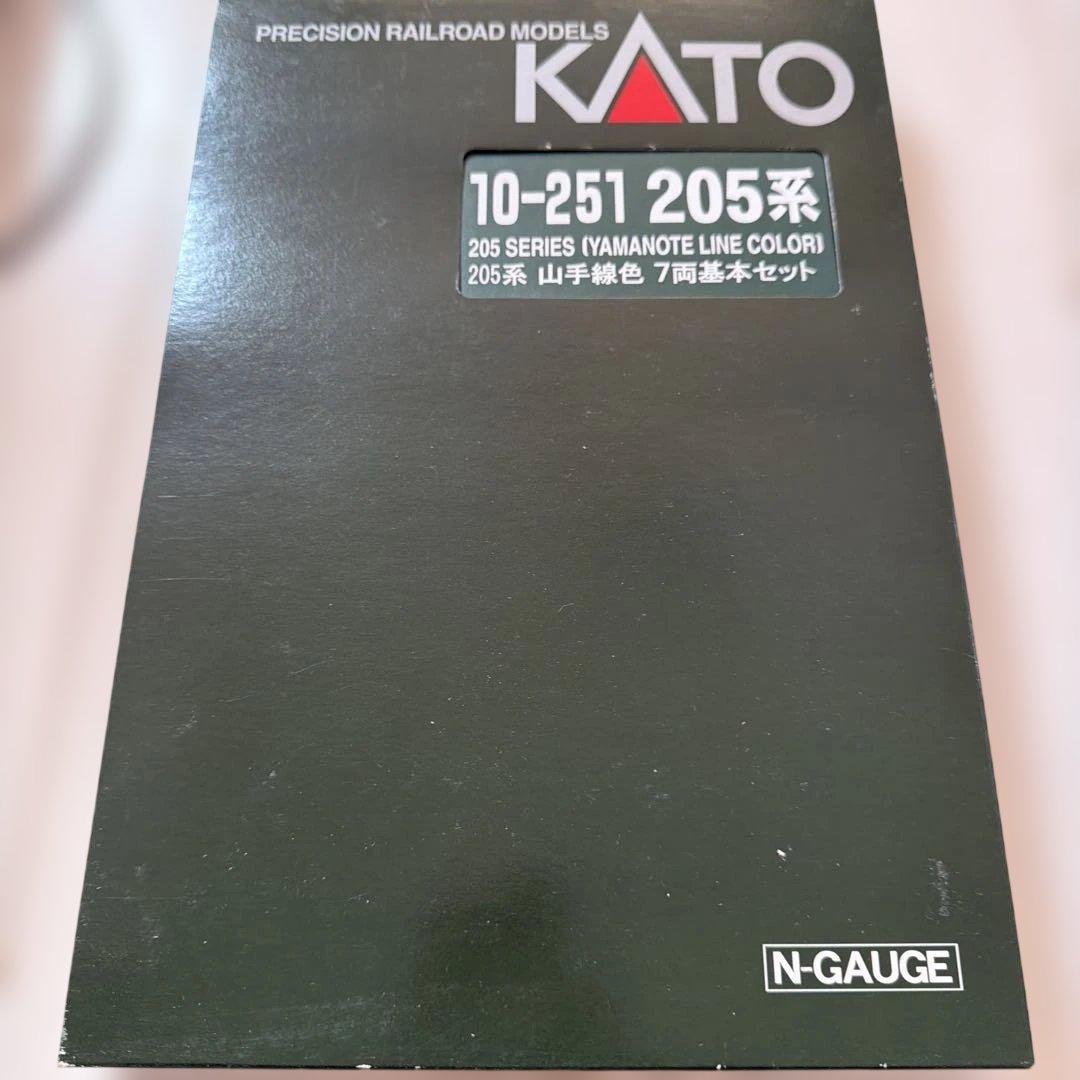 PRECISION RAILROAD MODELS
KATO
10-251 205系
205 SERIES (YAMANOTE LINE COLOR)
205系 山手線色 7両基本セット
N-GAUGE